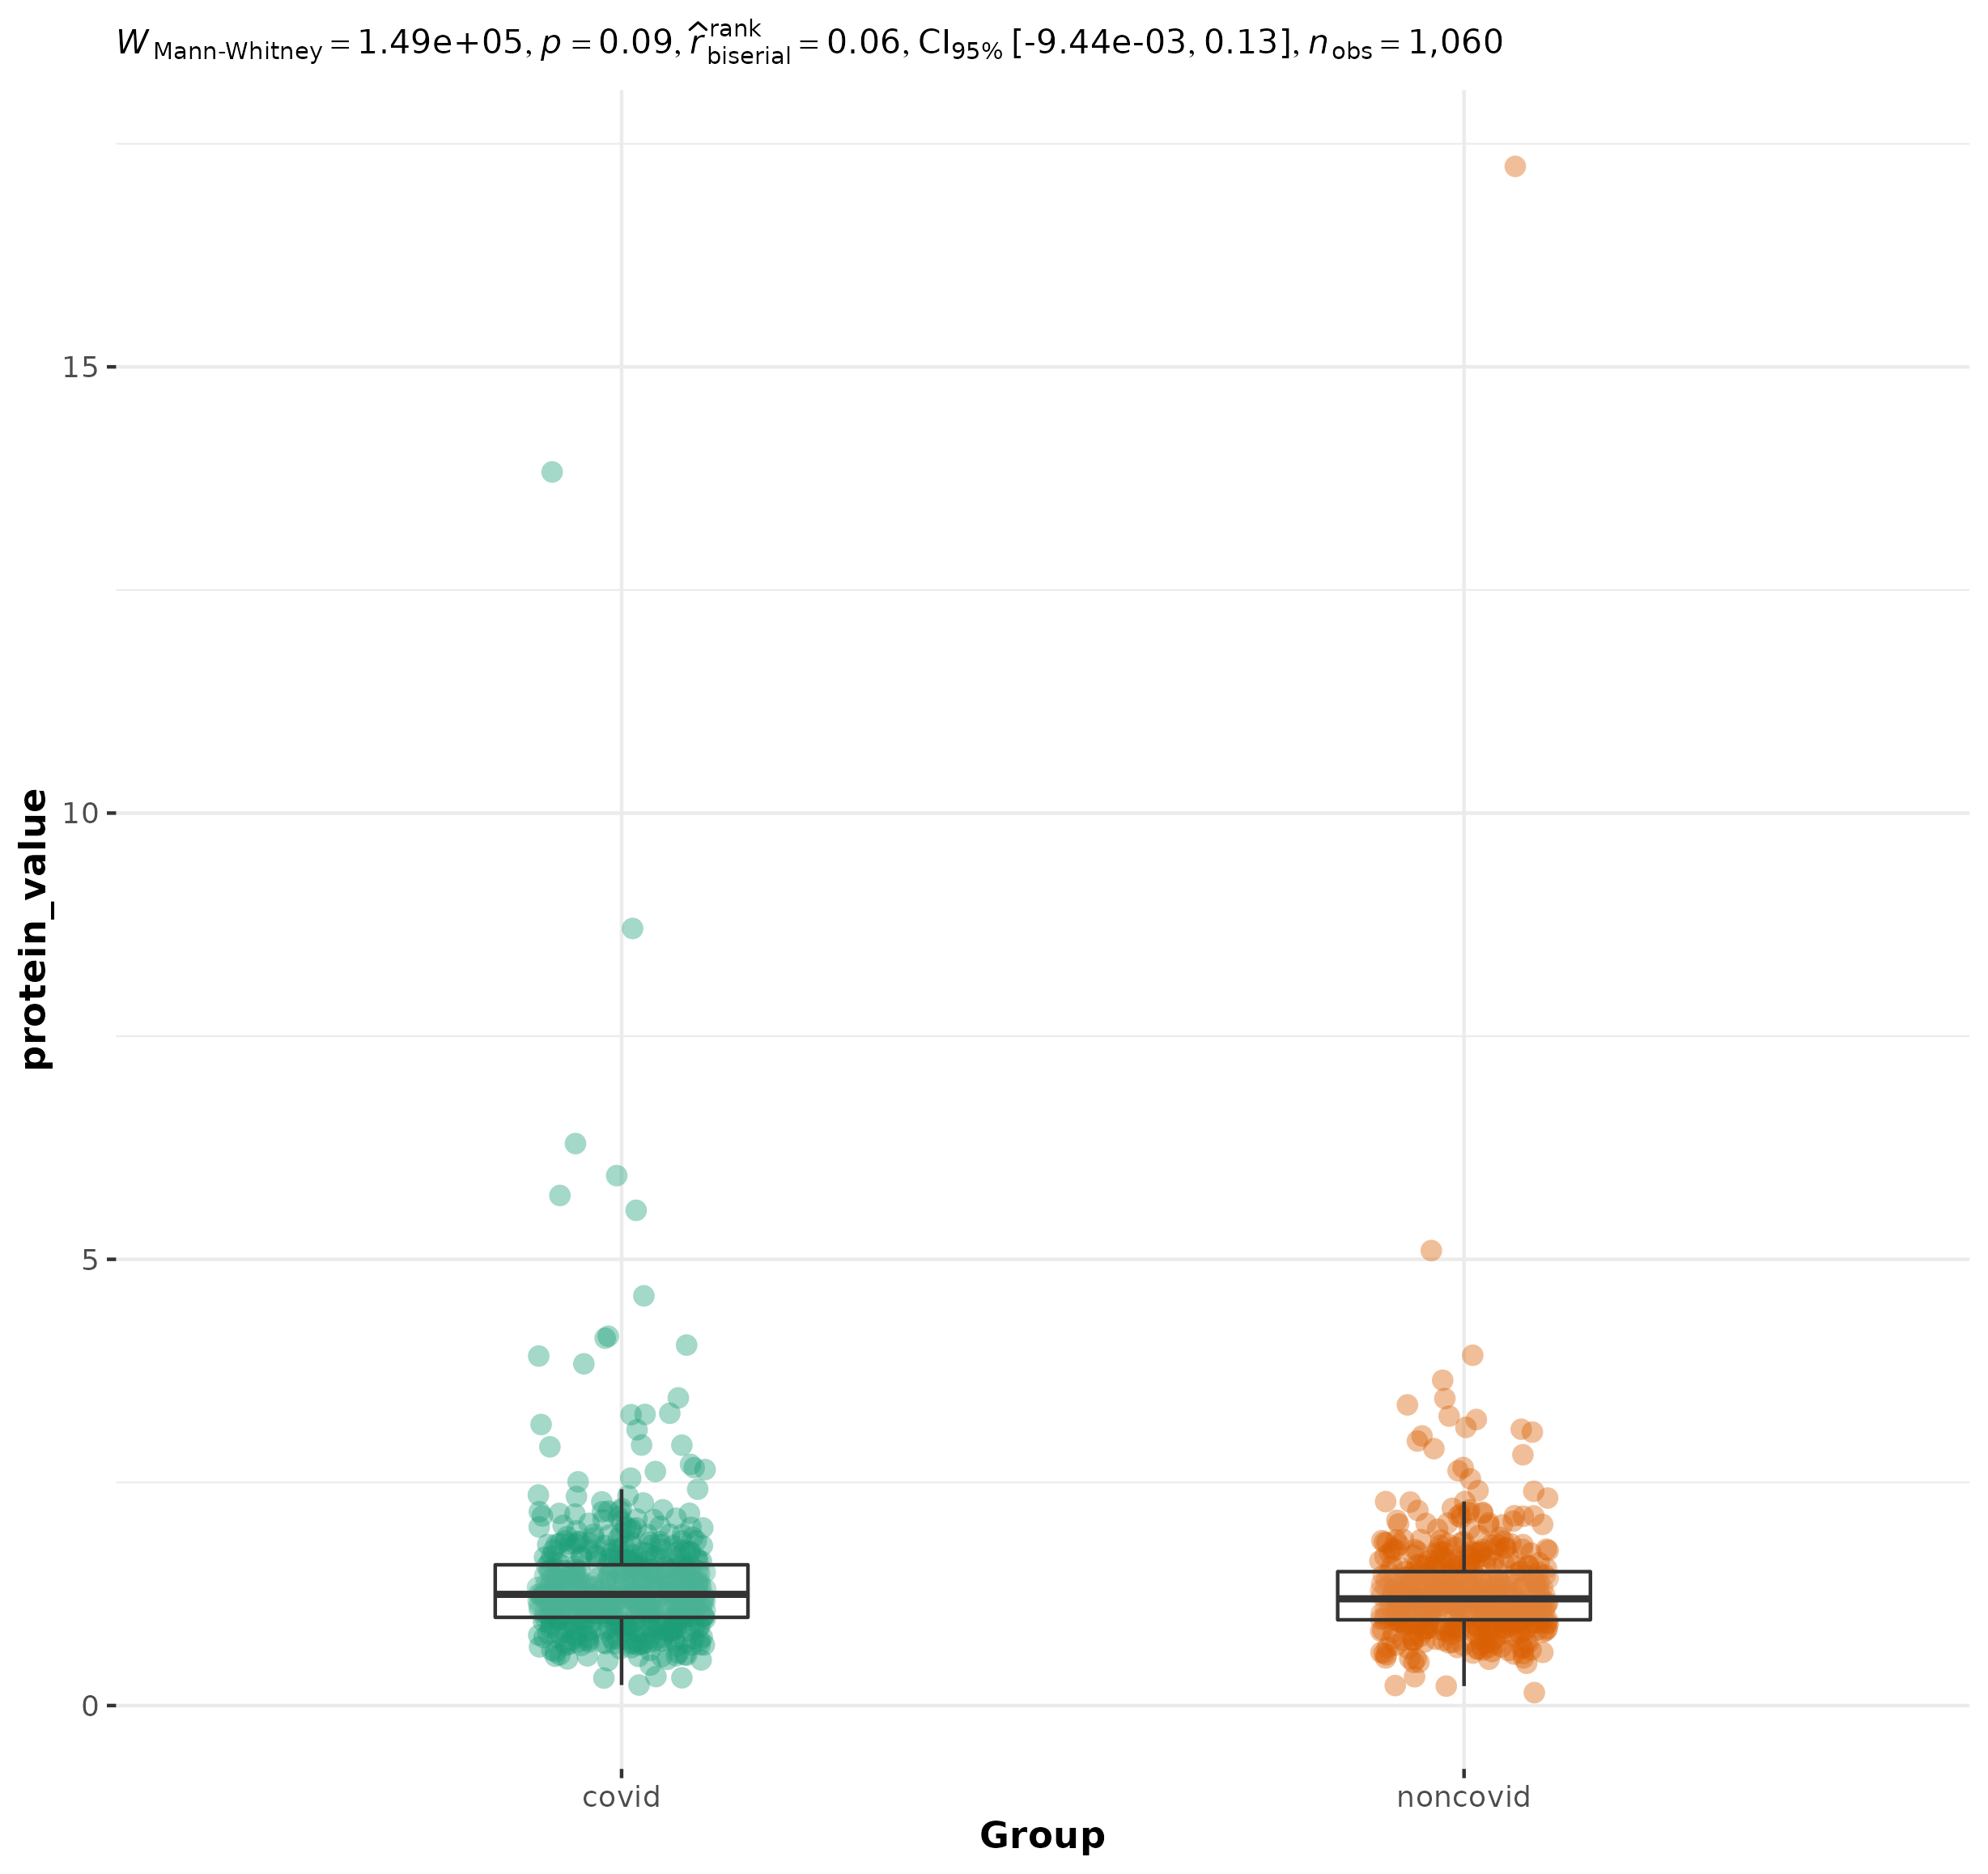 W Mann-Whitney = 1.49e+05, p = 0.09, r̂ rank biserial = 0.06, CI95% [-9.44e-03, 0.13], nobs = 1,060
15
10
5
0
protein_value
covid noncovid
Group